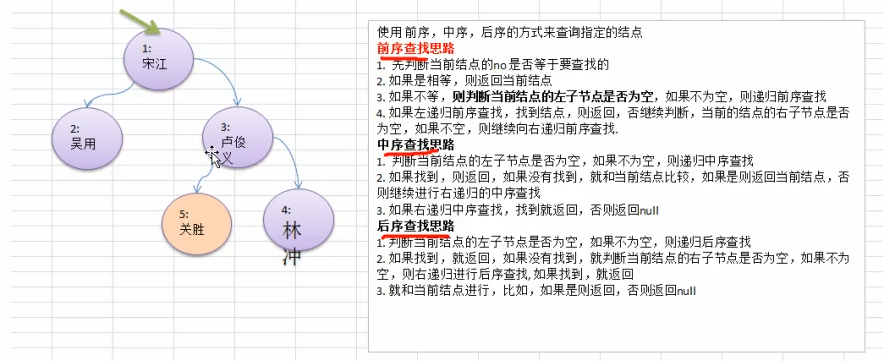 1:
宋江
2:
吴用
3:
卢俊
义
5:
关胜
4:
林
冲
使用 前序，中序，后序的方式来查询指定的结点
前序查找思路
1. 先判断当前结点的no 是否等于要查找的
2. 如果是相等，则返回当前结点
3. 如果不等，则判断当前结点的左子节点是否为空，如果不为空，则递归前序查找
4. 如果左递归前序查找，找到结点，则返回，否继续判断，当前的结点的右子节点是否
为空，如果不空，则继续向右递归前序查找.
中序查找思路
1. 判断当前结点的左子节点是否为空，如果不为空，则递归中序查找
2. 如果找到，则返回，如果没有找到，就和当前结点比较，如果是则返回当前结点，否
则继续进行右递归的中序查找
3. 如果右递归中序查找，找到就返回，否则返回null
后序查找思路
1. 判断当前结点的左子节点是否为空，如果不为空，则递归后序查找
2. 如果找到，就返回，如果没有找到，就判断当前结点的右子节点是否为空，如果不为
空，则右递归进行后序查找,如果找到，就返回
3. 就和当前结点进行，比如，如果是则返回，否则返回null